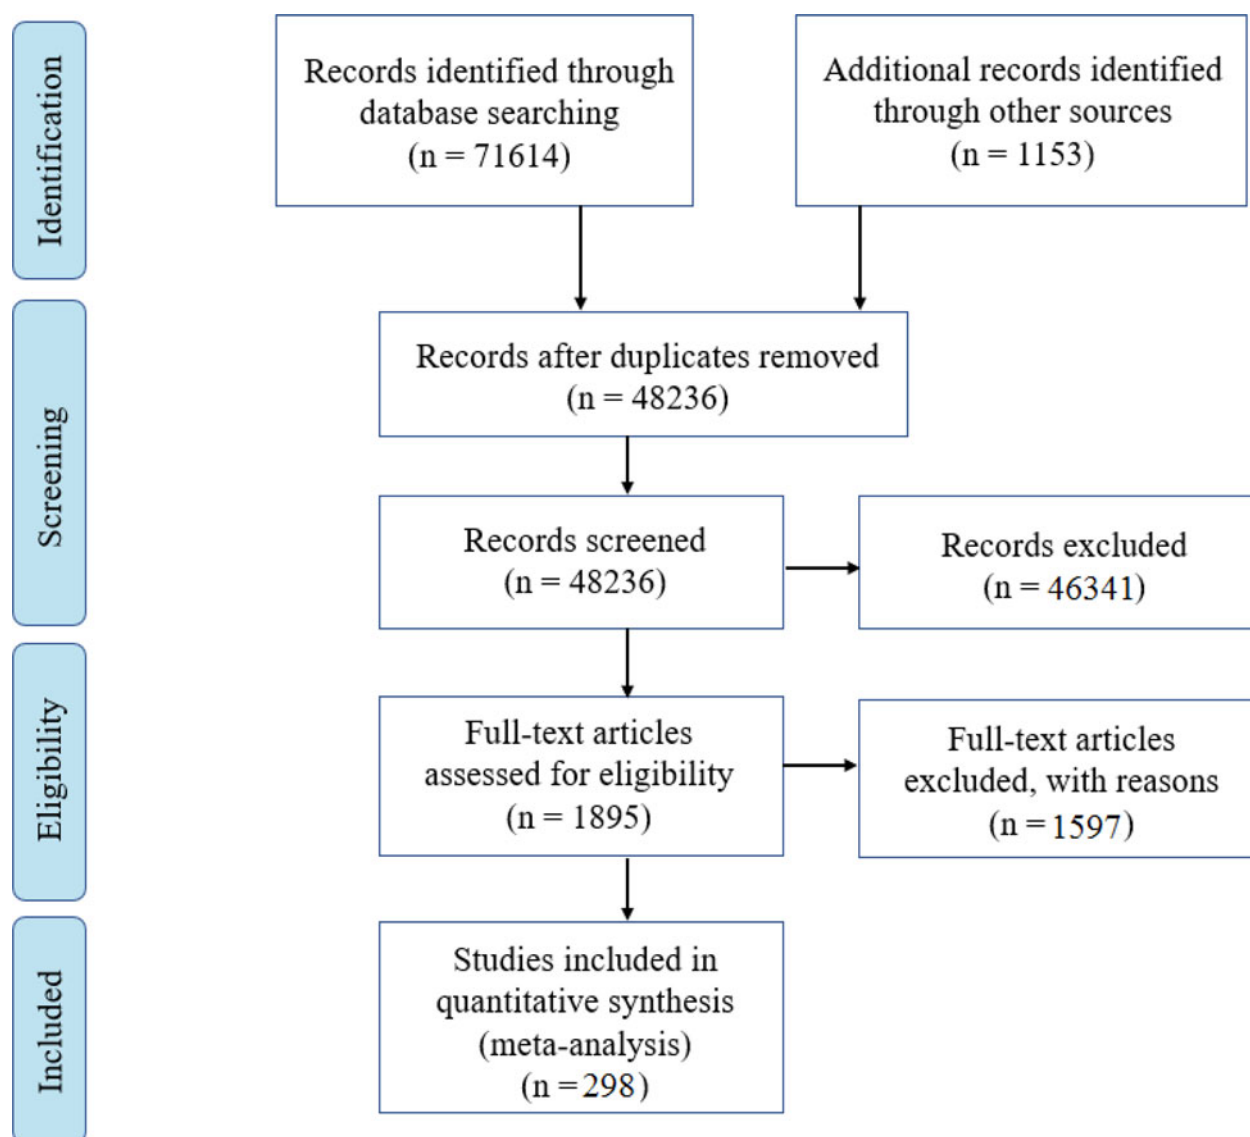 Identification
Records identified through
database searching
(n = 71614)
Additional records identified
through other sources
(n = 1153)
Screening
Records after duplicates removed
(n = 48236)
Records screened
(n = 48236)
Records excluded
(n = 46341)
Eligibility
Full-text articles
assessed for eligibility
(n = 1895)
Full-text articles
excluded, with reasons
(n = 1597)
Included
Studies included in
quantitative synthesis
(meta-analysis)
(n = 298)